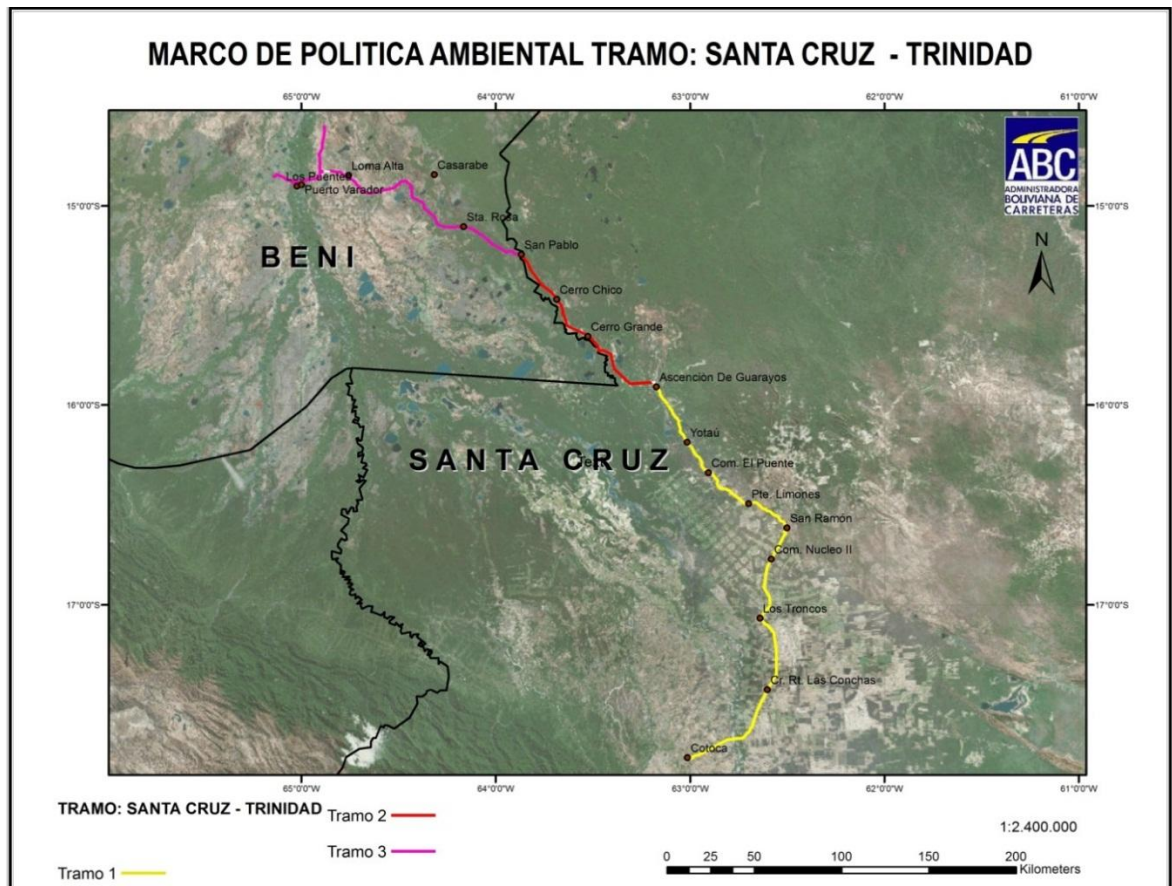 MARCO DE POLITICA AMBIENTAL TRAMO: SANTA CRUZ - TRINIDAD
65°0'0"W
64°0'0"W
63°0'0"W
62°0'0"W
61°0'0"W
ABC
ADMINISTRADORA
BOLIVIANA DE
CARRETERAS
N
Loma Alta
Casarabe
Los Puentes
Puerto Varador
15°0'0"S
15°0'0"S
Sta. Rosa
San Pablo
BENI
Cerro Chico
Cerro Grande
Ascenciòn De Guarayos
16°0'0"S
16°0'0"S
Yotaú
SANTA CRUZ
Com. El Puente
Pte. Limones
San Ramón
Com. Nucleo II
17°0'0"S
17°0'0"S
Los Troncos
Cr. Rt. Las Conchas
Cotoca
65°0'0"W
64°0'0"W
63°0'0"W
62°0'0"W
61°0'0"W
TRAMO: SANTA CRUZ - TRINIDAD
Tramo 2
Tramo 3
Tramo 1
1:2.400.000
0 25 50 100 150 200
Kilometers